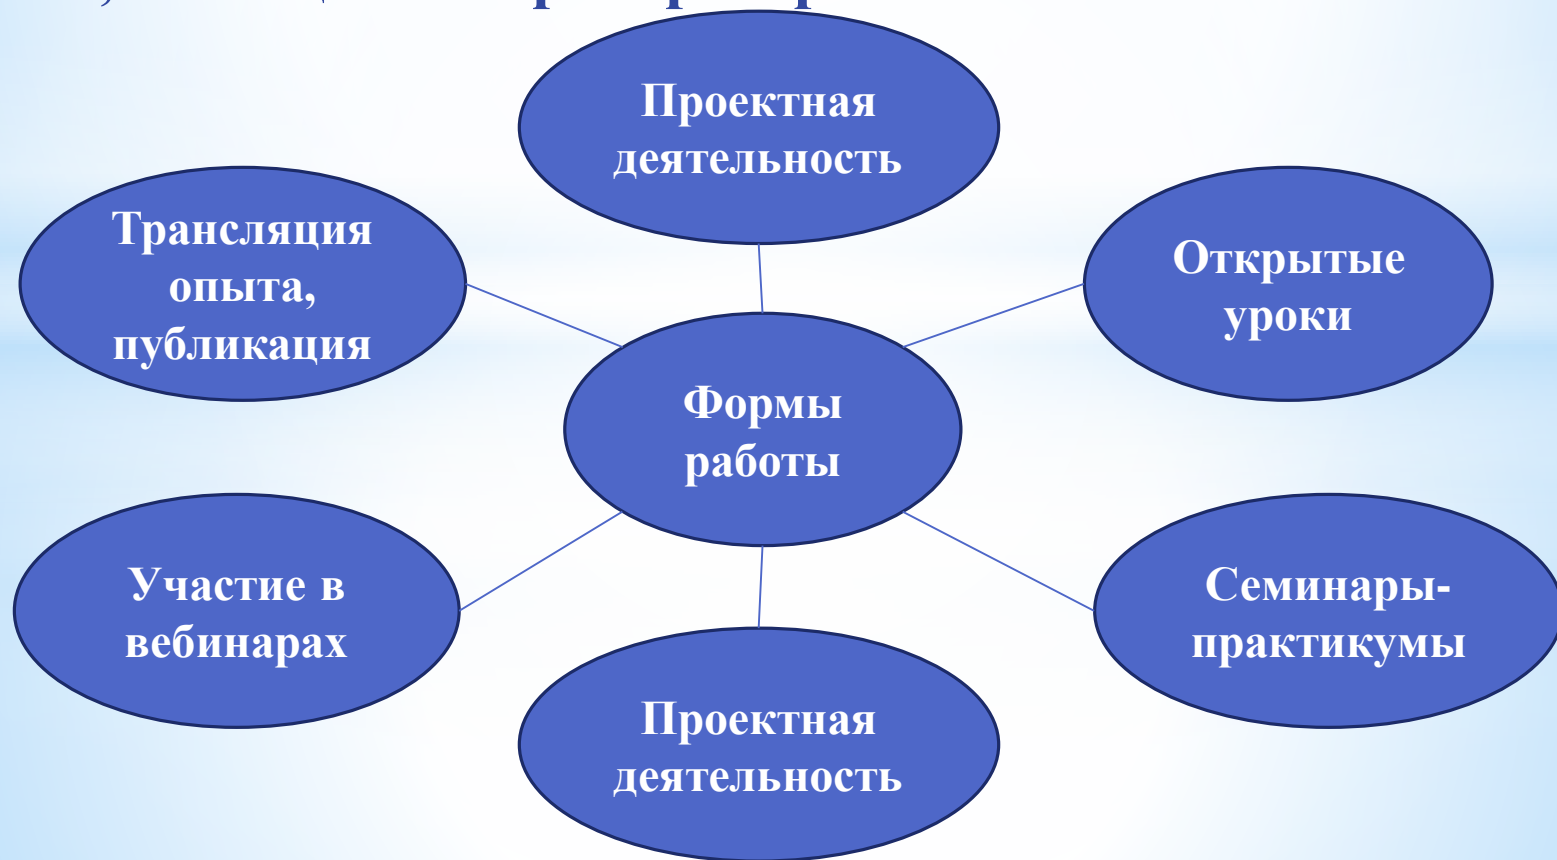 Проектная
деятельность
Трансляция
опыта,
публикация
Открытые
уроки
Формы
работы
Участие в
вебинарах
Семинары-
практикумы
Проектная
деятельность